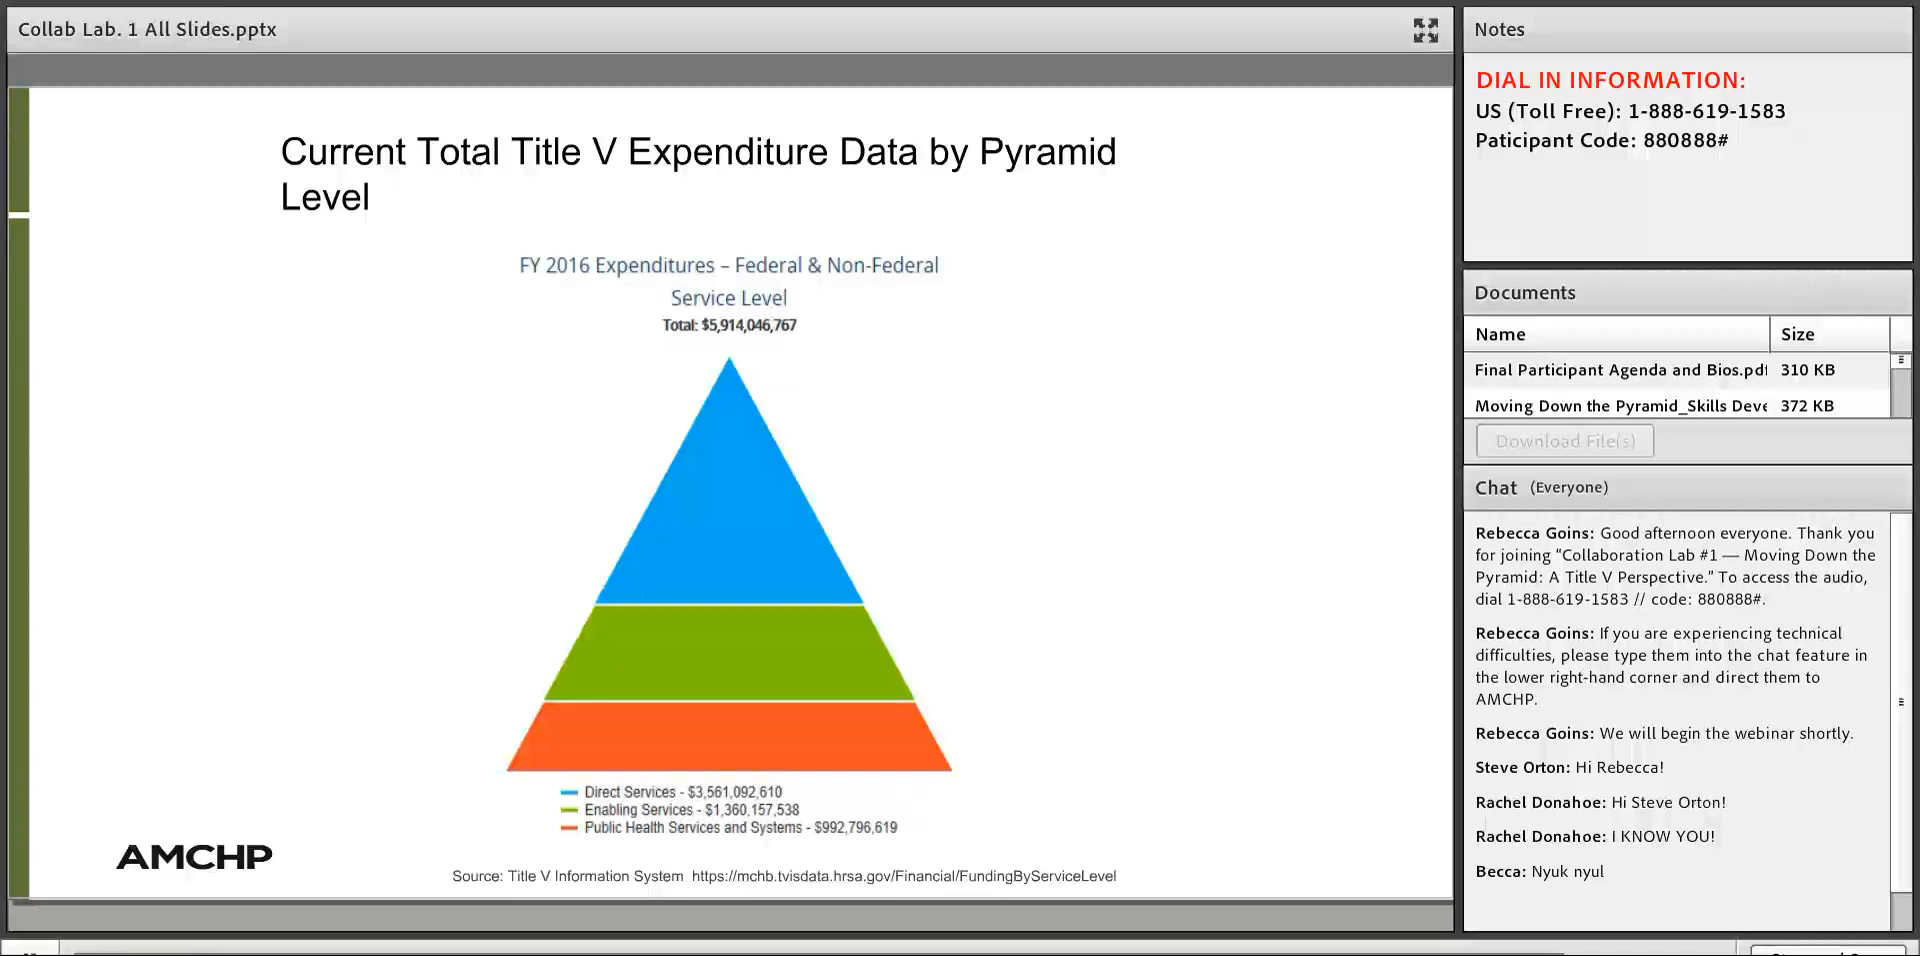 Collab Lab. 1 All Slides.pptx
Current Total Title V Expenditure Data by Pyramid
Level
FY 2016 Expenditures – Federal & Non-Federal
Service Level
Total: $5,914,046,767
Direct Services - $3,561,092,610
Enabling Services - $1,360,157,538
Public Health Services and Systems - $992,796,619
AMCHP
Source: Title V Information System https://mchb.tvisdata.hrsa.gov/Financial/FundingByServiceLevel
Notes
DIAL IN INFORMATION:
US (Toll Free): 1-888-619-1583
Paticipant Code: 880888#
Documents
Name Size
Final Participant Agenda and Bios.pdf 310 KB
Moving Down the Pyramid_Skills Deve 372 KB
Download File(s)
Chat (Everyone)
Rebecca Goins: Good afternoon everyone. Thank you
for joining "Collaboration Lab #1 — Moving Down the
Pyramid: A Title V Perspective." To access the audio,
dial 1-888-619-1583 // code: 880888#.
Rebecca Goins: If you are experiencing technical
difficulties, please type them into the chat feature in
the lower right-hand corner and direct them to
AMCHP.
Rebecca Goins: We will begin the webinar shortly.
Steve Orton: Hi Rebecca!
Rachel Donahoe: Hi Steve Orton!
Rachel Donahoe: I KNOW YOU!
Becca: Nyuk nyul